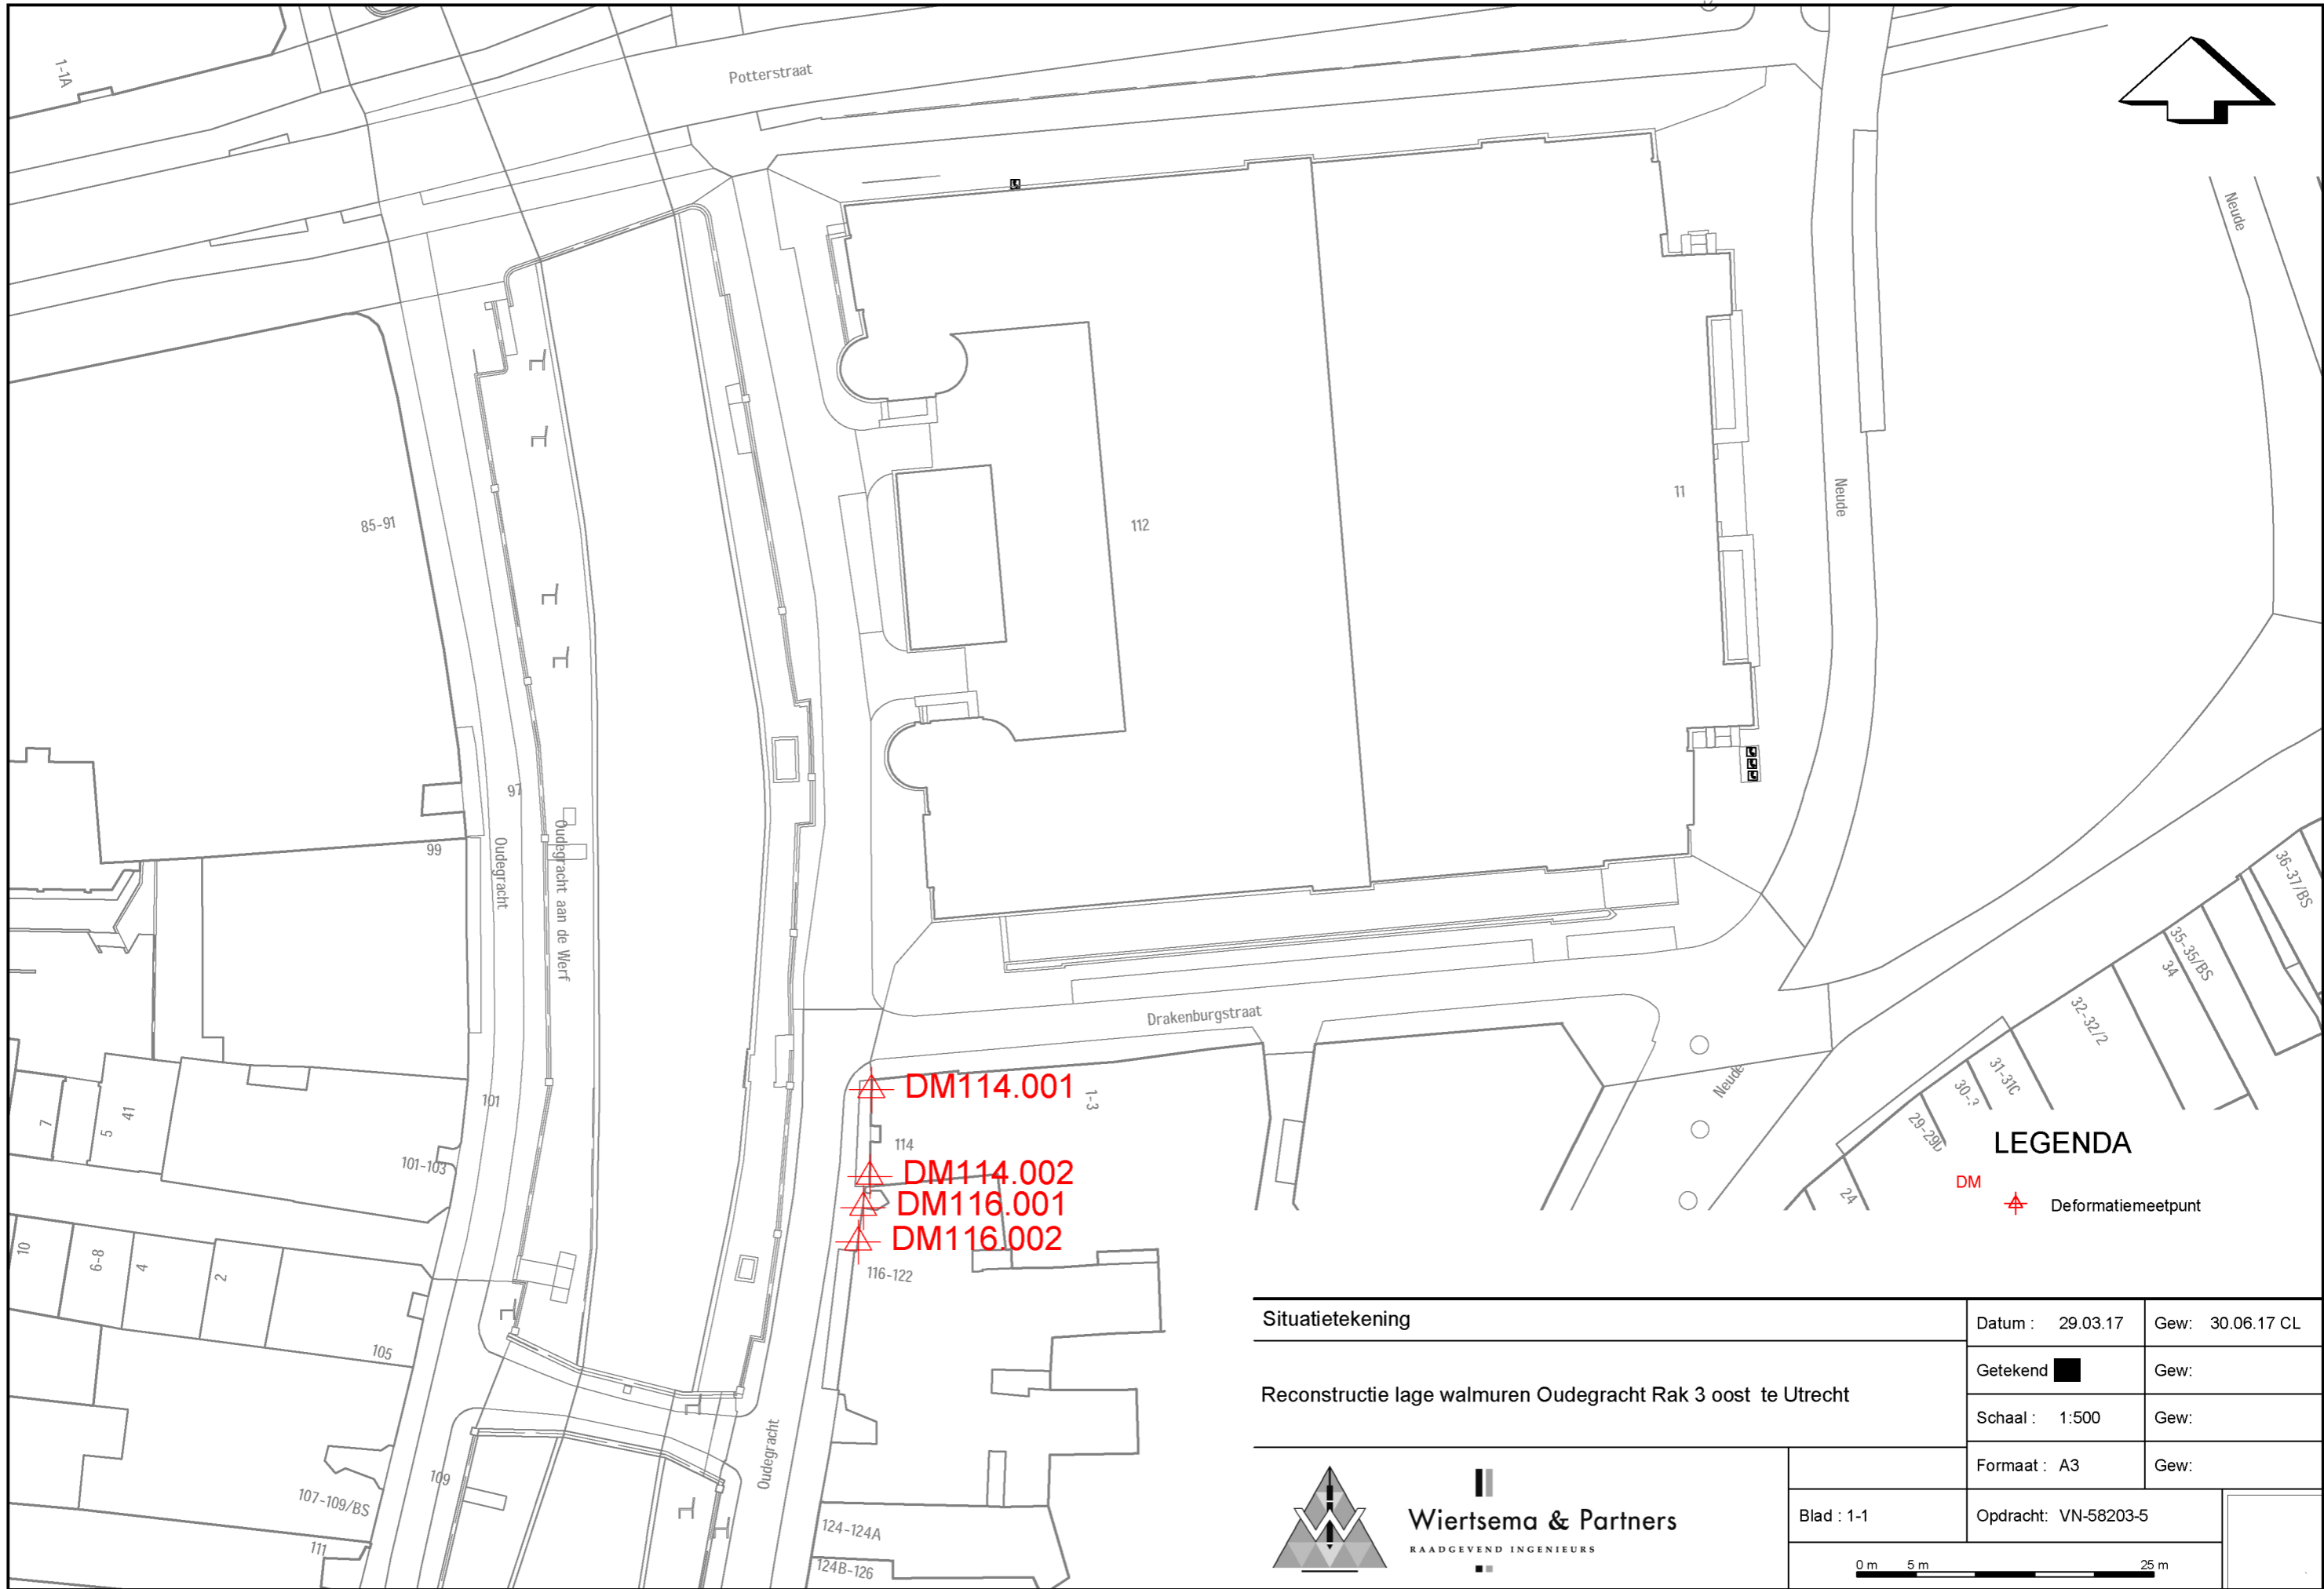 1-1A
Potterstraat
Neude
85-91
112
11
Neude
97
99
Oudegracht
Oudegracht aan de Werf
36-37/BS
35-35/BS
34
32-32/2
31-31C
30-3
29-29b
24
Drakenburgstraat
Neude
DM114.001
1-3
114
DM114.002
DM116.001
DM116.002
116-122
101
7
5
41
101-103
10
6-8
4
2
105
109
107-109/BS
111
Oudegracht
124-124A
124B-126
LEGENDA
DM
Deformatiemeetpunt
Situatietekening
Reconstructie lage walmuren Oudegracht Rak 3 oost te Utrecht
Datum : 29.03.17
Gew: 30.06.17 CL
Getekend
Gew:
Schaal : 1:500
Gew:
Formaat : A3
Gew:
Wiertsema & Partners
RAADGEVEND INGENIEURS
Blad : 1-1
Opdracht: VN-58203-5
0 m 5 m 25 m